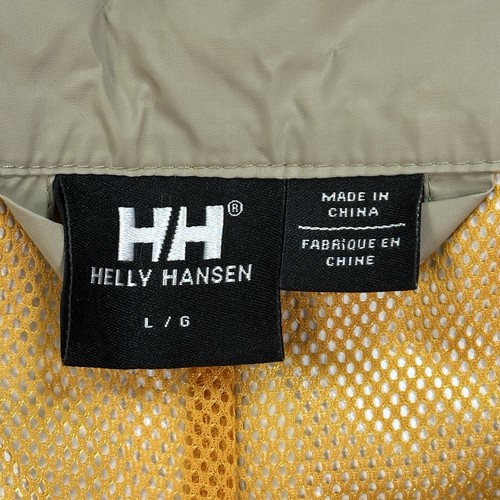 HH®
HELLY HANSEN
L / G
MADE IN
CHINA
FABRIQUE EN
CHINE